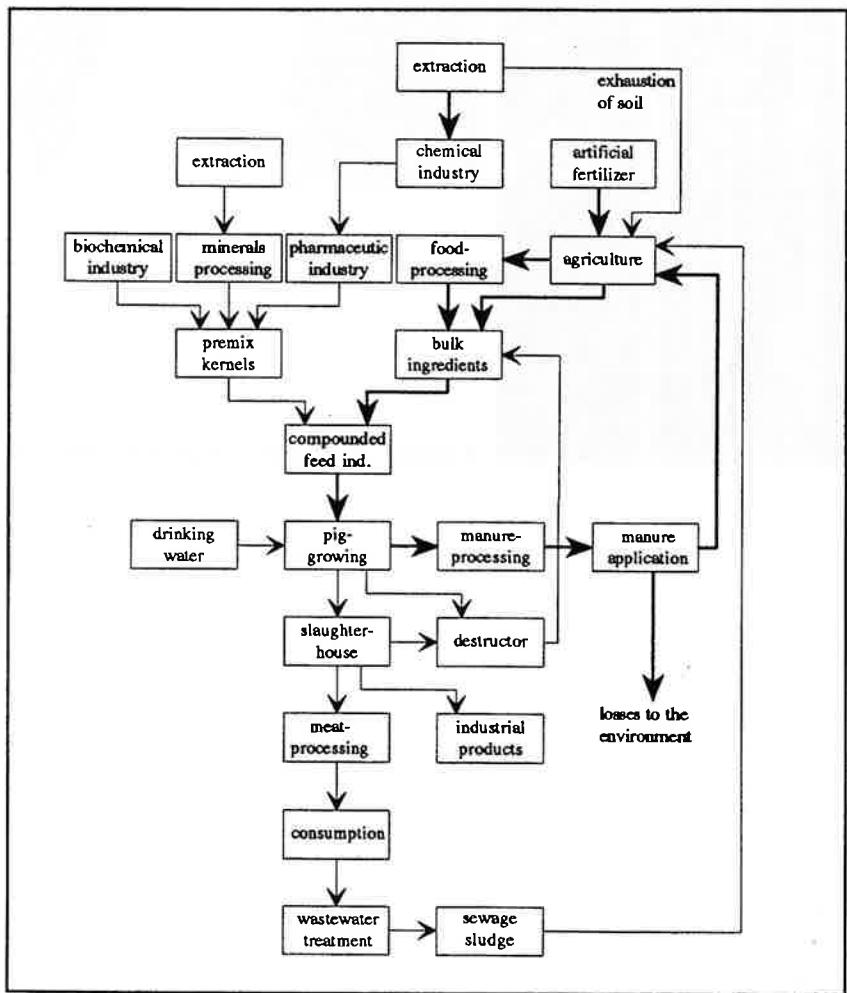 extraction
exhaustion
of soil
chemical
industry
artificial
fertilizer
extraction
biochemical
industry
minerals
processing
pharmaceutic
industry
food-
processing
agriculture
premix
kernels
bulk
ingredients
compounded
feed ind.
drinking
water
pig-
growing
manure-
processing
manure
application
slaughter-
house
destructor
meat-
processing
industrial
products
losses to the
environment
consumption
wastewater
treatment
sewage
sludge